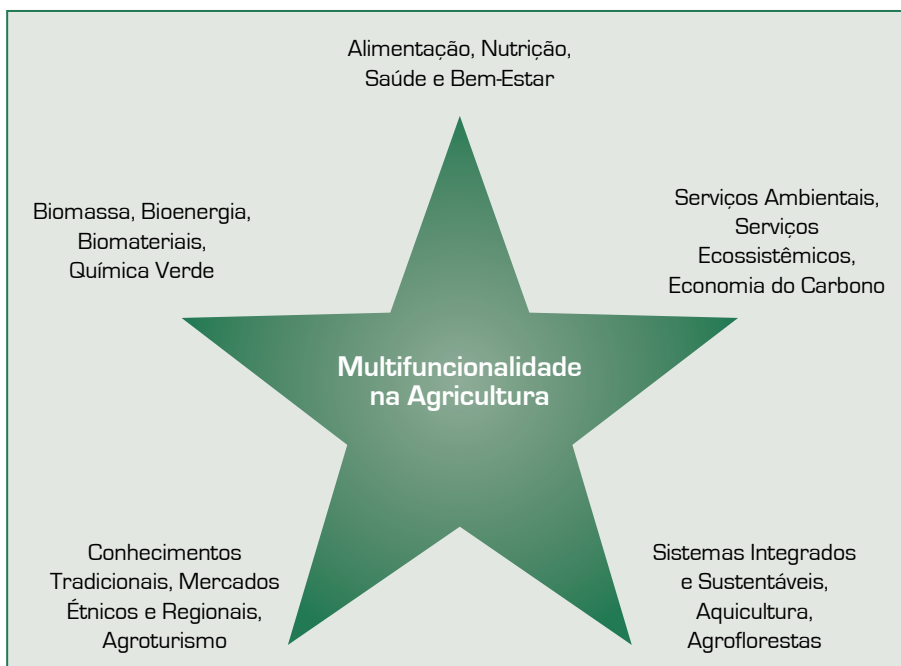 Alimentação, Nutrição,
Saúde e Bem-Estar
Biomassa, Bioenergia,
Biomateriais,
Química Verde
Serviços Ambientais,
Serviços
Ecossistêmicos,
Economia do Carbono
Multifuncionalidade
na Agricultura
Conhecimentos
Tradicionais, Mercados
Étnicos e Regionais,
Agroturismo
Sistemas Integrados
e Sustentáveis,
Aquicultura,
Agroflorestas